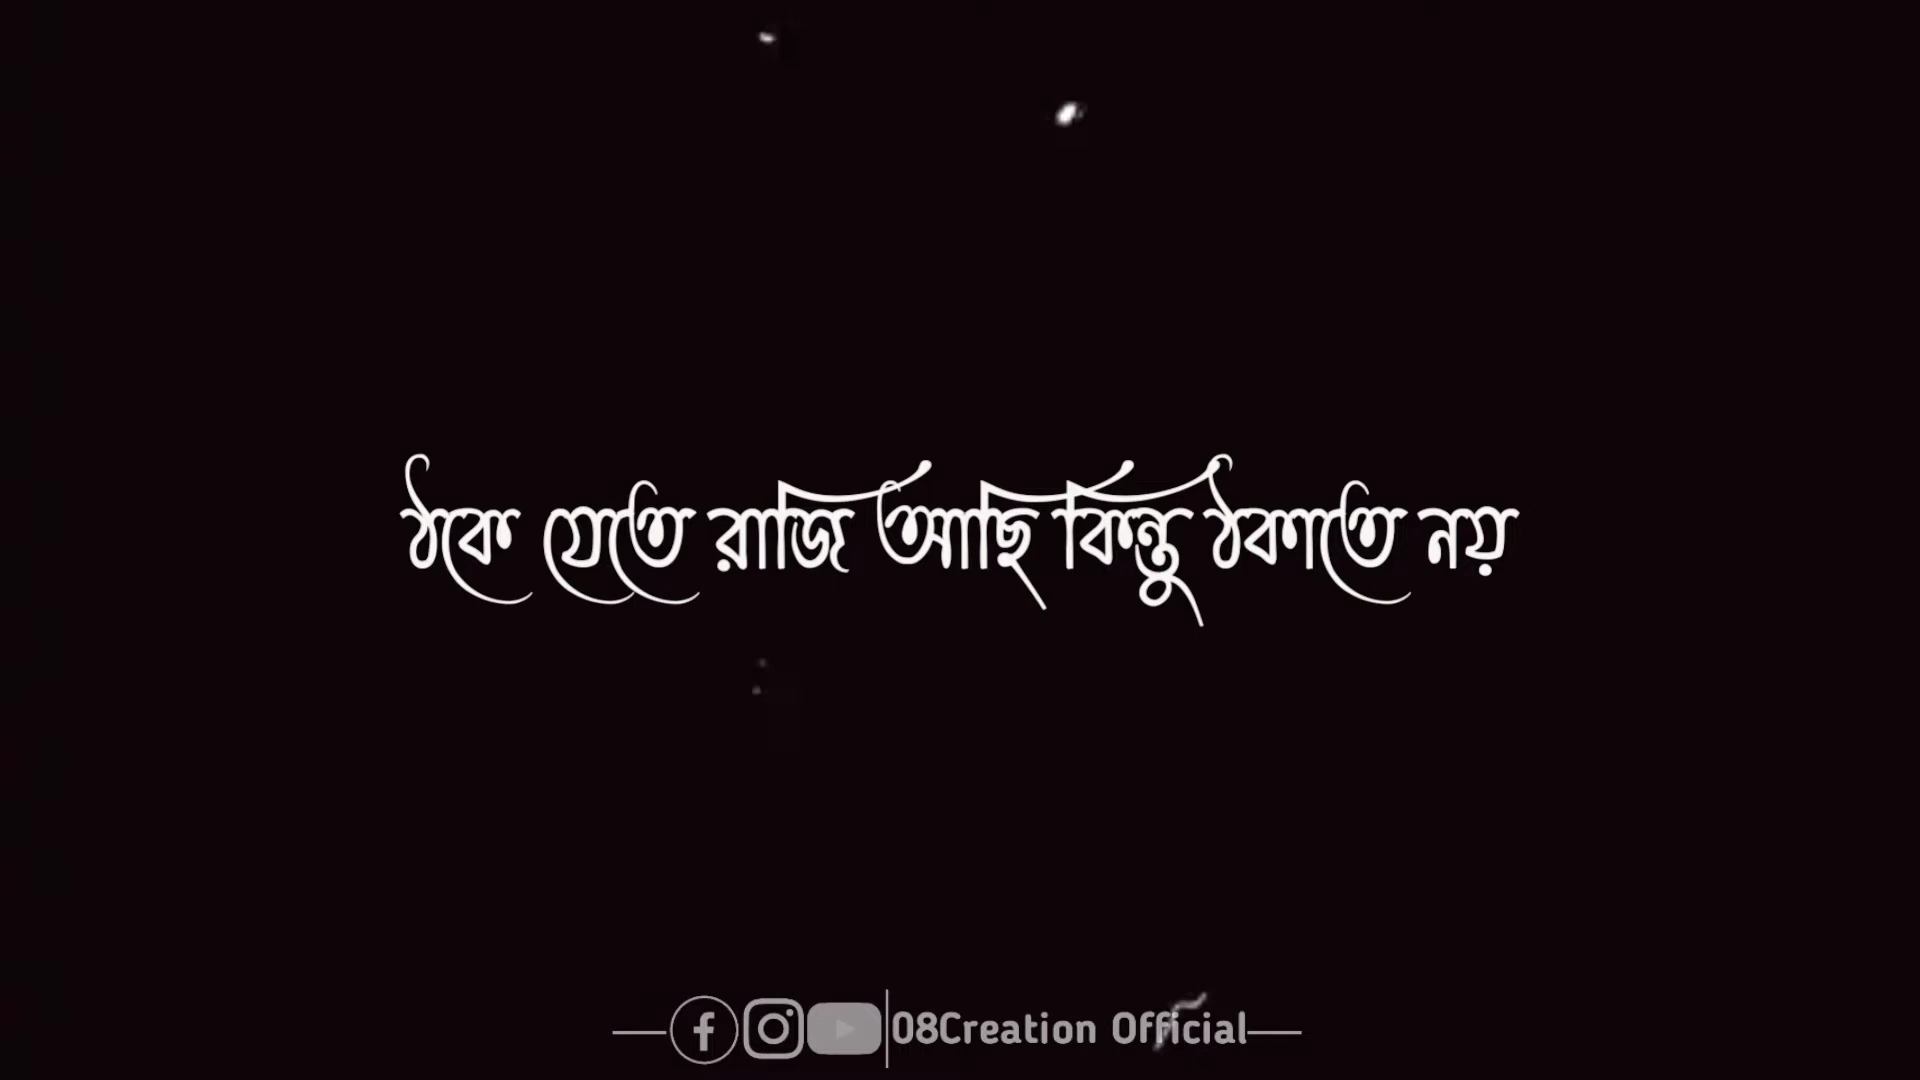 ঠকে যেতে রাজি আছি কিন্তু ঠকাতে নয়
08Creation Official